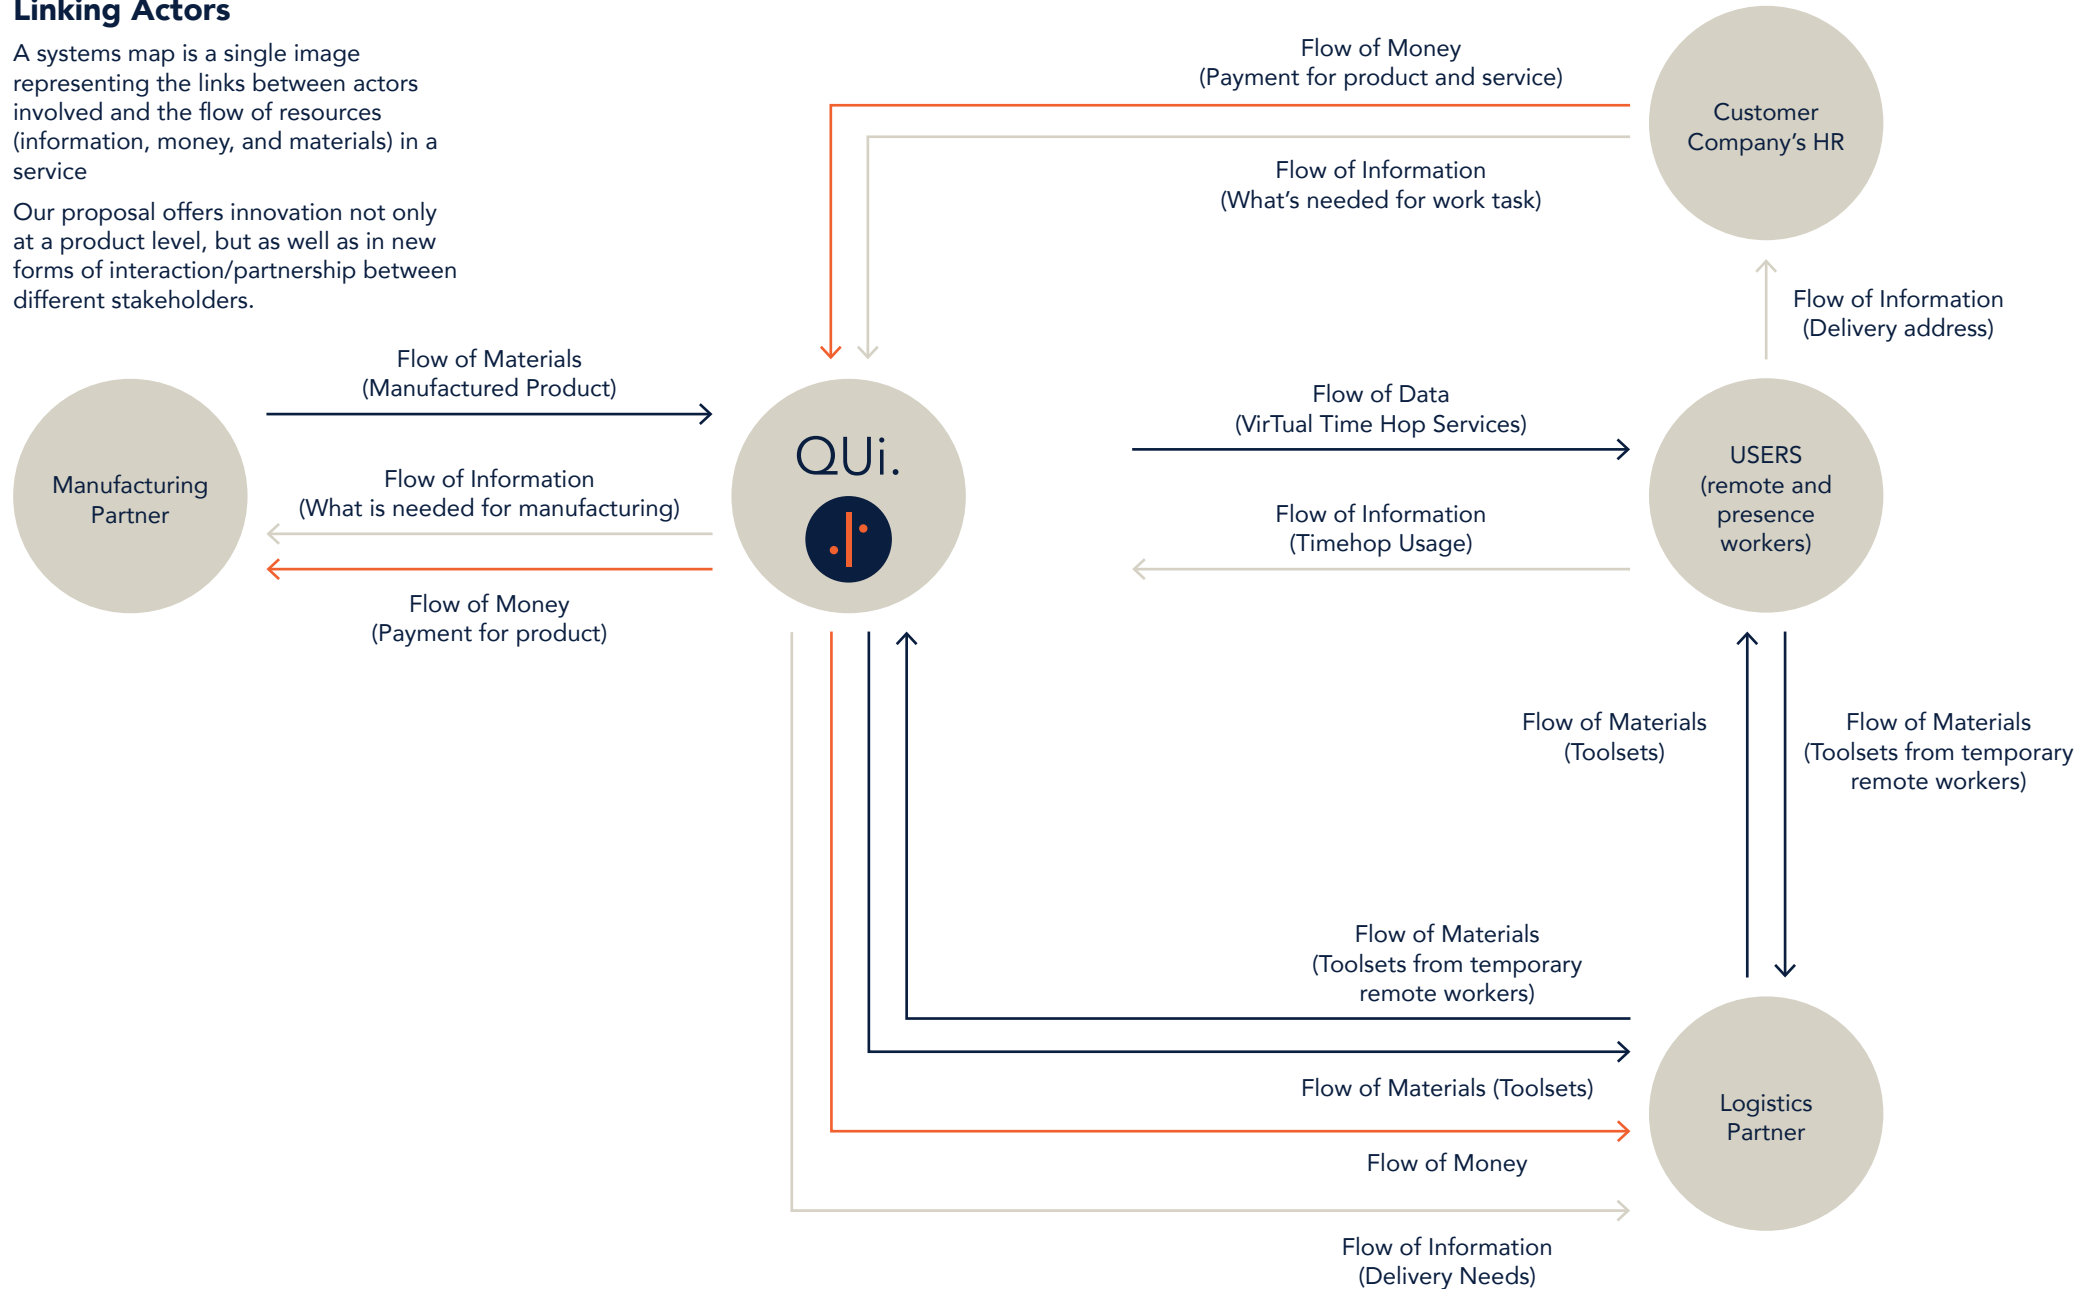 Linking Actors
A systems map is a single image
representing the links between actors
involved and the flow of resources
(information, money, and materials) in a
service
Our proposal offers innovation not only
at a product level, but as well as in new
forms of interaction/partnership between
different stakeholders.
Flow of Money
(Payment for product and service)
Flow of Information
(What's needed for work task)
Customer
Company's HR
Flow of Information
(Delivery address)
Flow of Materials
(Manufactured Product)
Manufacturing
Partner
Flow of Information
(What is needed for manufacturing)
Flow of Money
(Payment for product)
QUi.
Flow of Data
(VirTual Time Hop Services)
Flow of Information
(Timehop Usage)
USERS
(remote and
presence
workers)
Flow of Materials
(Toolsets)
Flow of Materials
(Toolsets from temporary
remote workers)
Flow of Materials
(Toolsets from temporary
remote workers)
Flow of Materials (Toolsets)
Flow of Money
Flow of Information
(Delivery Needs)
Logistics
Partner